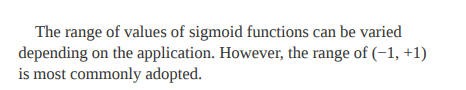 The range of values of sigmoid functions can be varied
depending on the application. However, the range of (−1, +1)
is most commonly adopted.